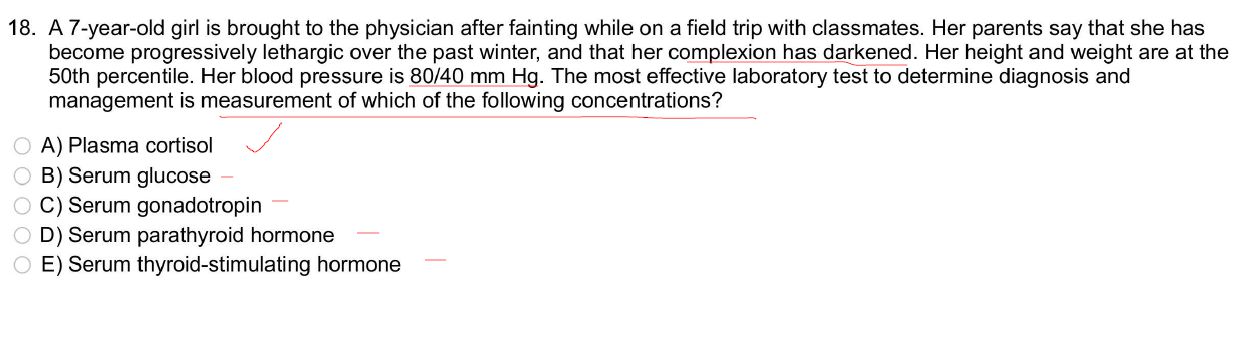 18. A 7-year-old girl is brought to the physician after fainting while on a field trip with classmates. Her parents say that she has
become progressively lethargic over the past winter, and that her complexion has darkened. Her height and weight are at the
50th percentile. Her blood pressure is 80/40 mm Hg. The most effective laboratory test to determine diagnosis and
management is measurement of which of the following concentrations?
A) Plasma cortisol
B) Serum glucose
C) Serum gonadotropin
D) Serum parathyroid hormone
E) Serum thyroid-stimulating hormone